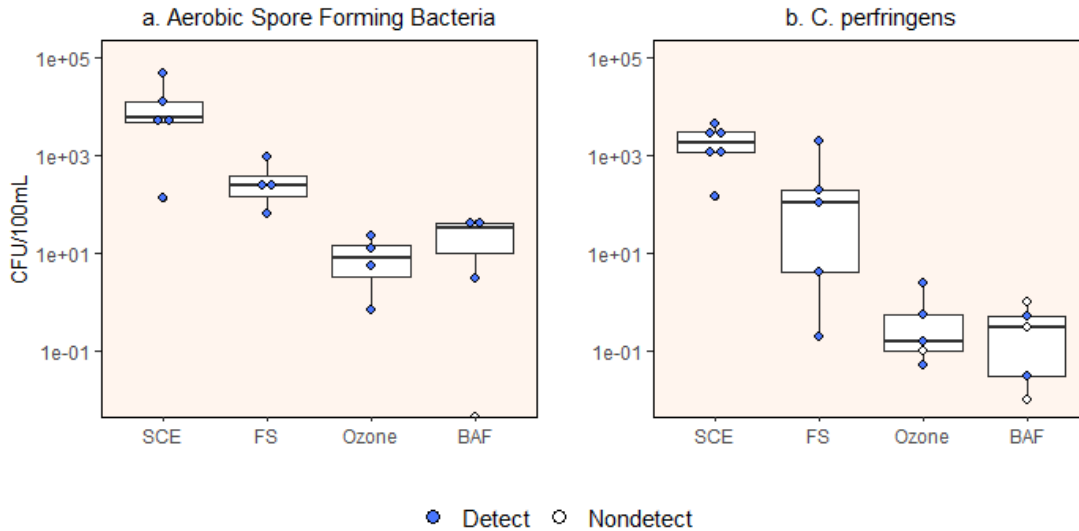 a. Aerobic Spore Forming Bacteria
b. C. perfringens
CFU/100mL
1e+05
1e+03
1e+01
1e-01
SCE
FS
Ozone
BAF
1e+05
1e+03
1e+01
1e-01
SCE
FS
Ozone
BAF
Detect
Nondetect